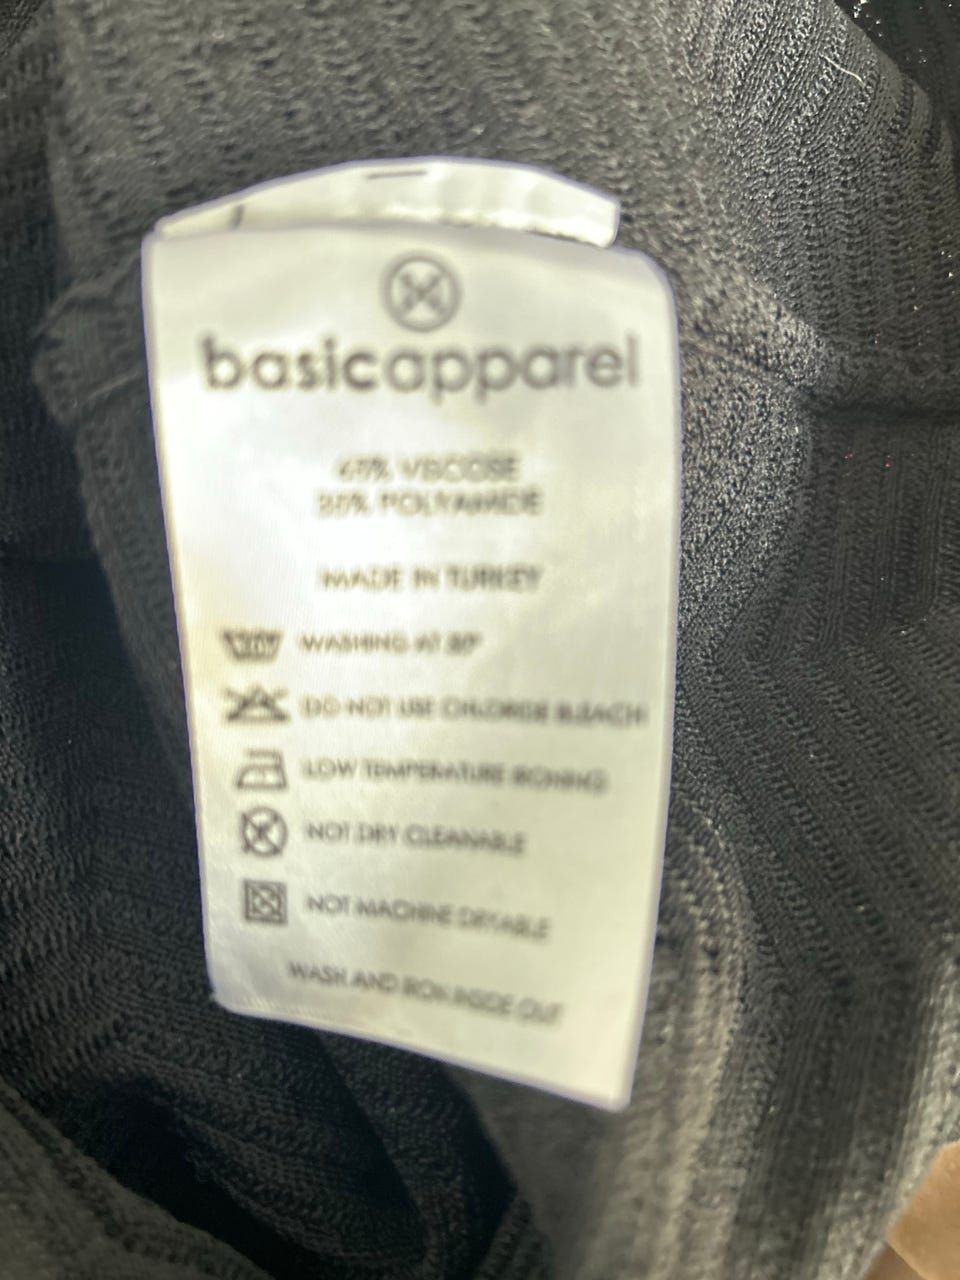 basicapparel
VISCOSE
POLYAMIDE
MADE IN TURKEY
WASHING AT 30°
DO NOT USE CHLORIDE BLEACH
LOW TEMPERATURE IRONING
NOT DRY CLEANABLE
NOT MACHINE DRYABLE
WASH AND IRON INSIDE OUT